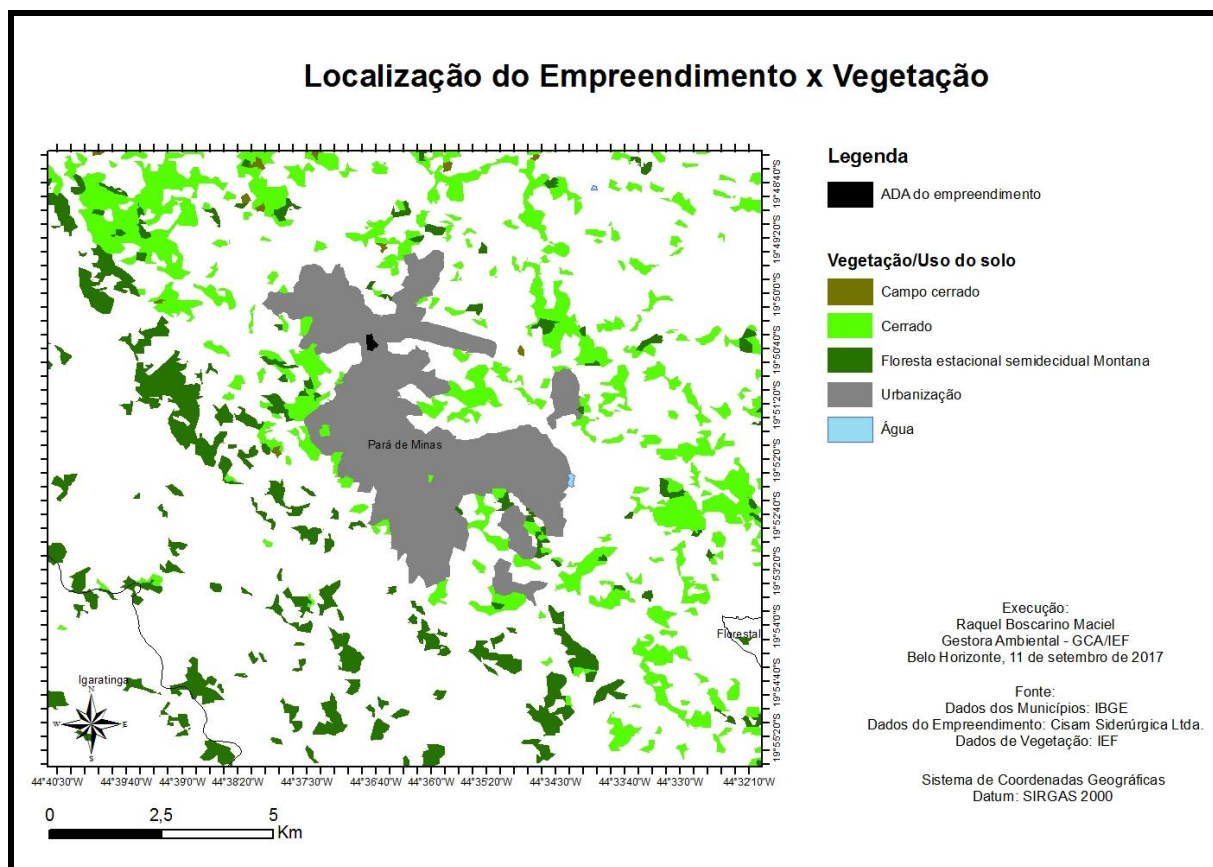 Localização do Empreendimento x Vegetação
Legenda
ADA do empreendimento
Vegetação/Uso do solo
Campo cerrado
Cerrado
Floresta estacional semidecidual Montana
Urbanização
Água
Pará de Minas
Florestal
Igaratinga
N
W
E
S
19°48'40"S
19°49'20"S
19°50'0"S
19°50'40"S
19°51'20"S
19°52'0"S
19°52'40"S
19°53'20"S
19°54'0"S
19°54'40"S
19°55'20"S
44°40'30"W
44°39'40"W
44°39'0"W
44°38'20"W
44°37'30"W
44°36'40"W
44°36'0"W
44°35'20"W
44°34'30"W
44°33'40"W
44°33'0"W
44°32'10"W
0
2,5
5
Km
Execução:
Raquel Boscarino Maciel
Gestora Ambiental - GCA/IEF
Belo Horizonte, 11 de setembro de 2017
Fonte:
Dados dos Municípios: IBGE
Dados do Empreendimento: Cisam Siderúrgica Ltda.
Dados de Vegetação: IEF
Sistema de Coordenadas Geográficas
Datum: SIRGAS 2000